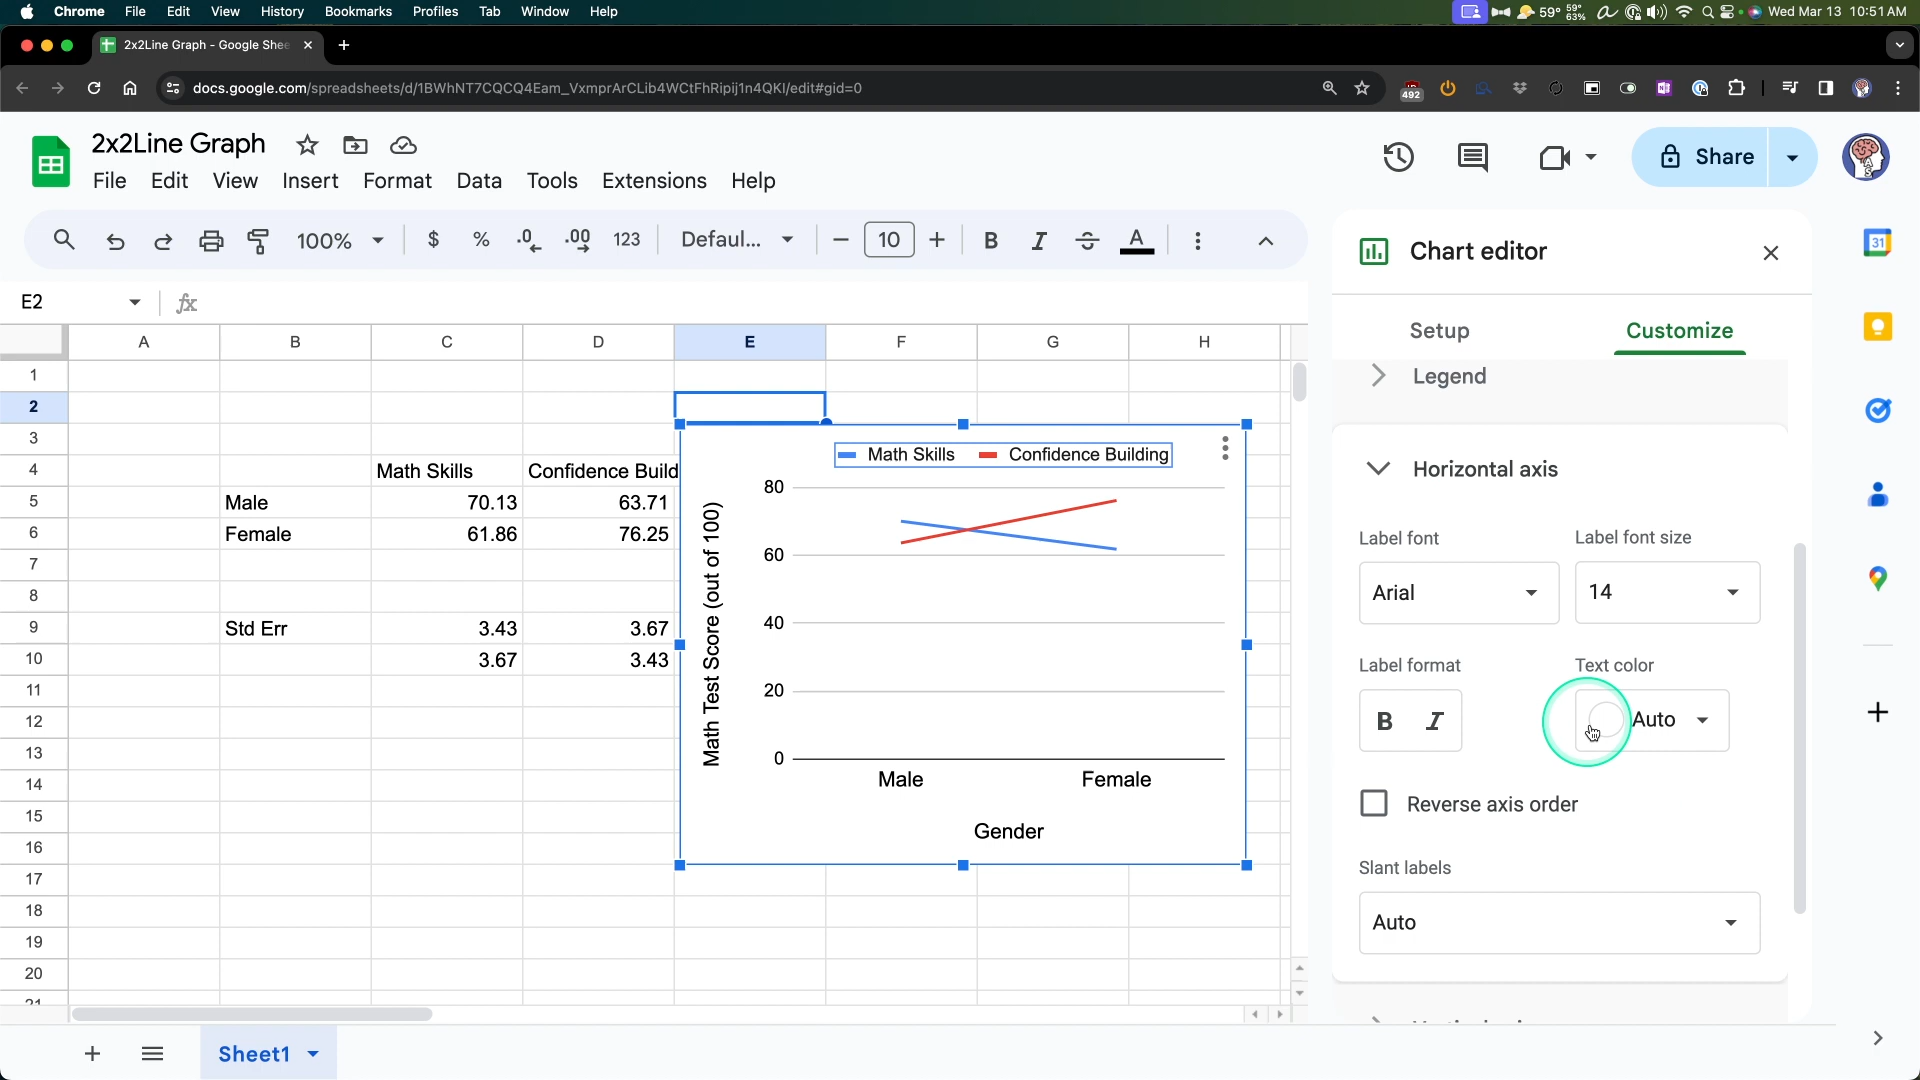 Chrome File Edit View History Bookmarks Profiles Tab Window Help 59° 59° 63% Wed Mar 13 10:51 AM
2x2Line Graph - Google Shee
docs.google.com/spreadsheets/d/1BWhNT7CQCQ4Eam_VxmprArCLib4WCtFhRipij1n4QKI/edit#gid=0 492
2x2Line Graph
File Edit View Insert Format Data Tools Extensions Help
Share
100% $ % .0 .00 123 Defaul... 10 B I A
Chart editor
31
E2 fx
Setup Customize
A B C D E F G H
Legend
1
2
3
4 Math Skills Confidence Build
5 Male 70.13 63.71
6 Female 61.86 76.25
7
8
9 Std Err 3.43 3.67
10 3.67 3.43
11
12
13
14
15
16
17
18
19
20
21
Math Skills Confidence Building
80
60
40
20
0
Math Test Score (out of 100)
Male Female
Gender
Horizontal axis
Label font Label font size
Arial 14
Label format Text color
B I Auto
Reverse axis order
Slant labels
Auto
Sheet1